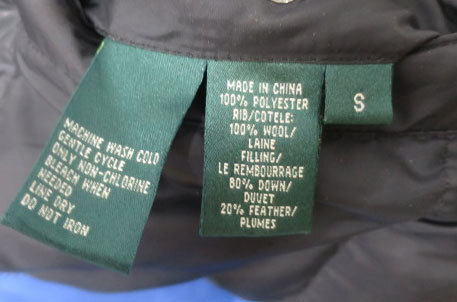 MACHINE WASH COLD
GENTLE CYCLE
ONLY NON-CHLORINE
BLEACH WHEN
NEEDED
LINE DRY
DO NOT IRON
MADE IN CHINA
100% POLYESTER
RIB/COTELE:
100% WOOL/
LAINE
FILLING/
LE REMBOURRAGE
80% DOWN/
DUVET
20% FEATHER/
PLUMES
S